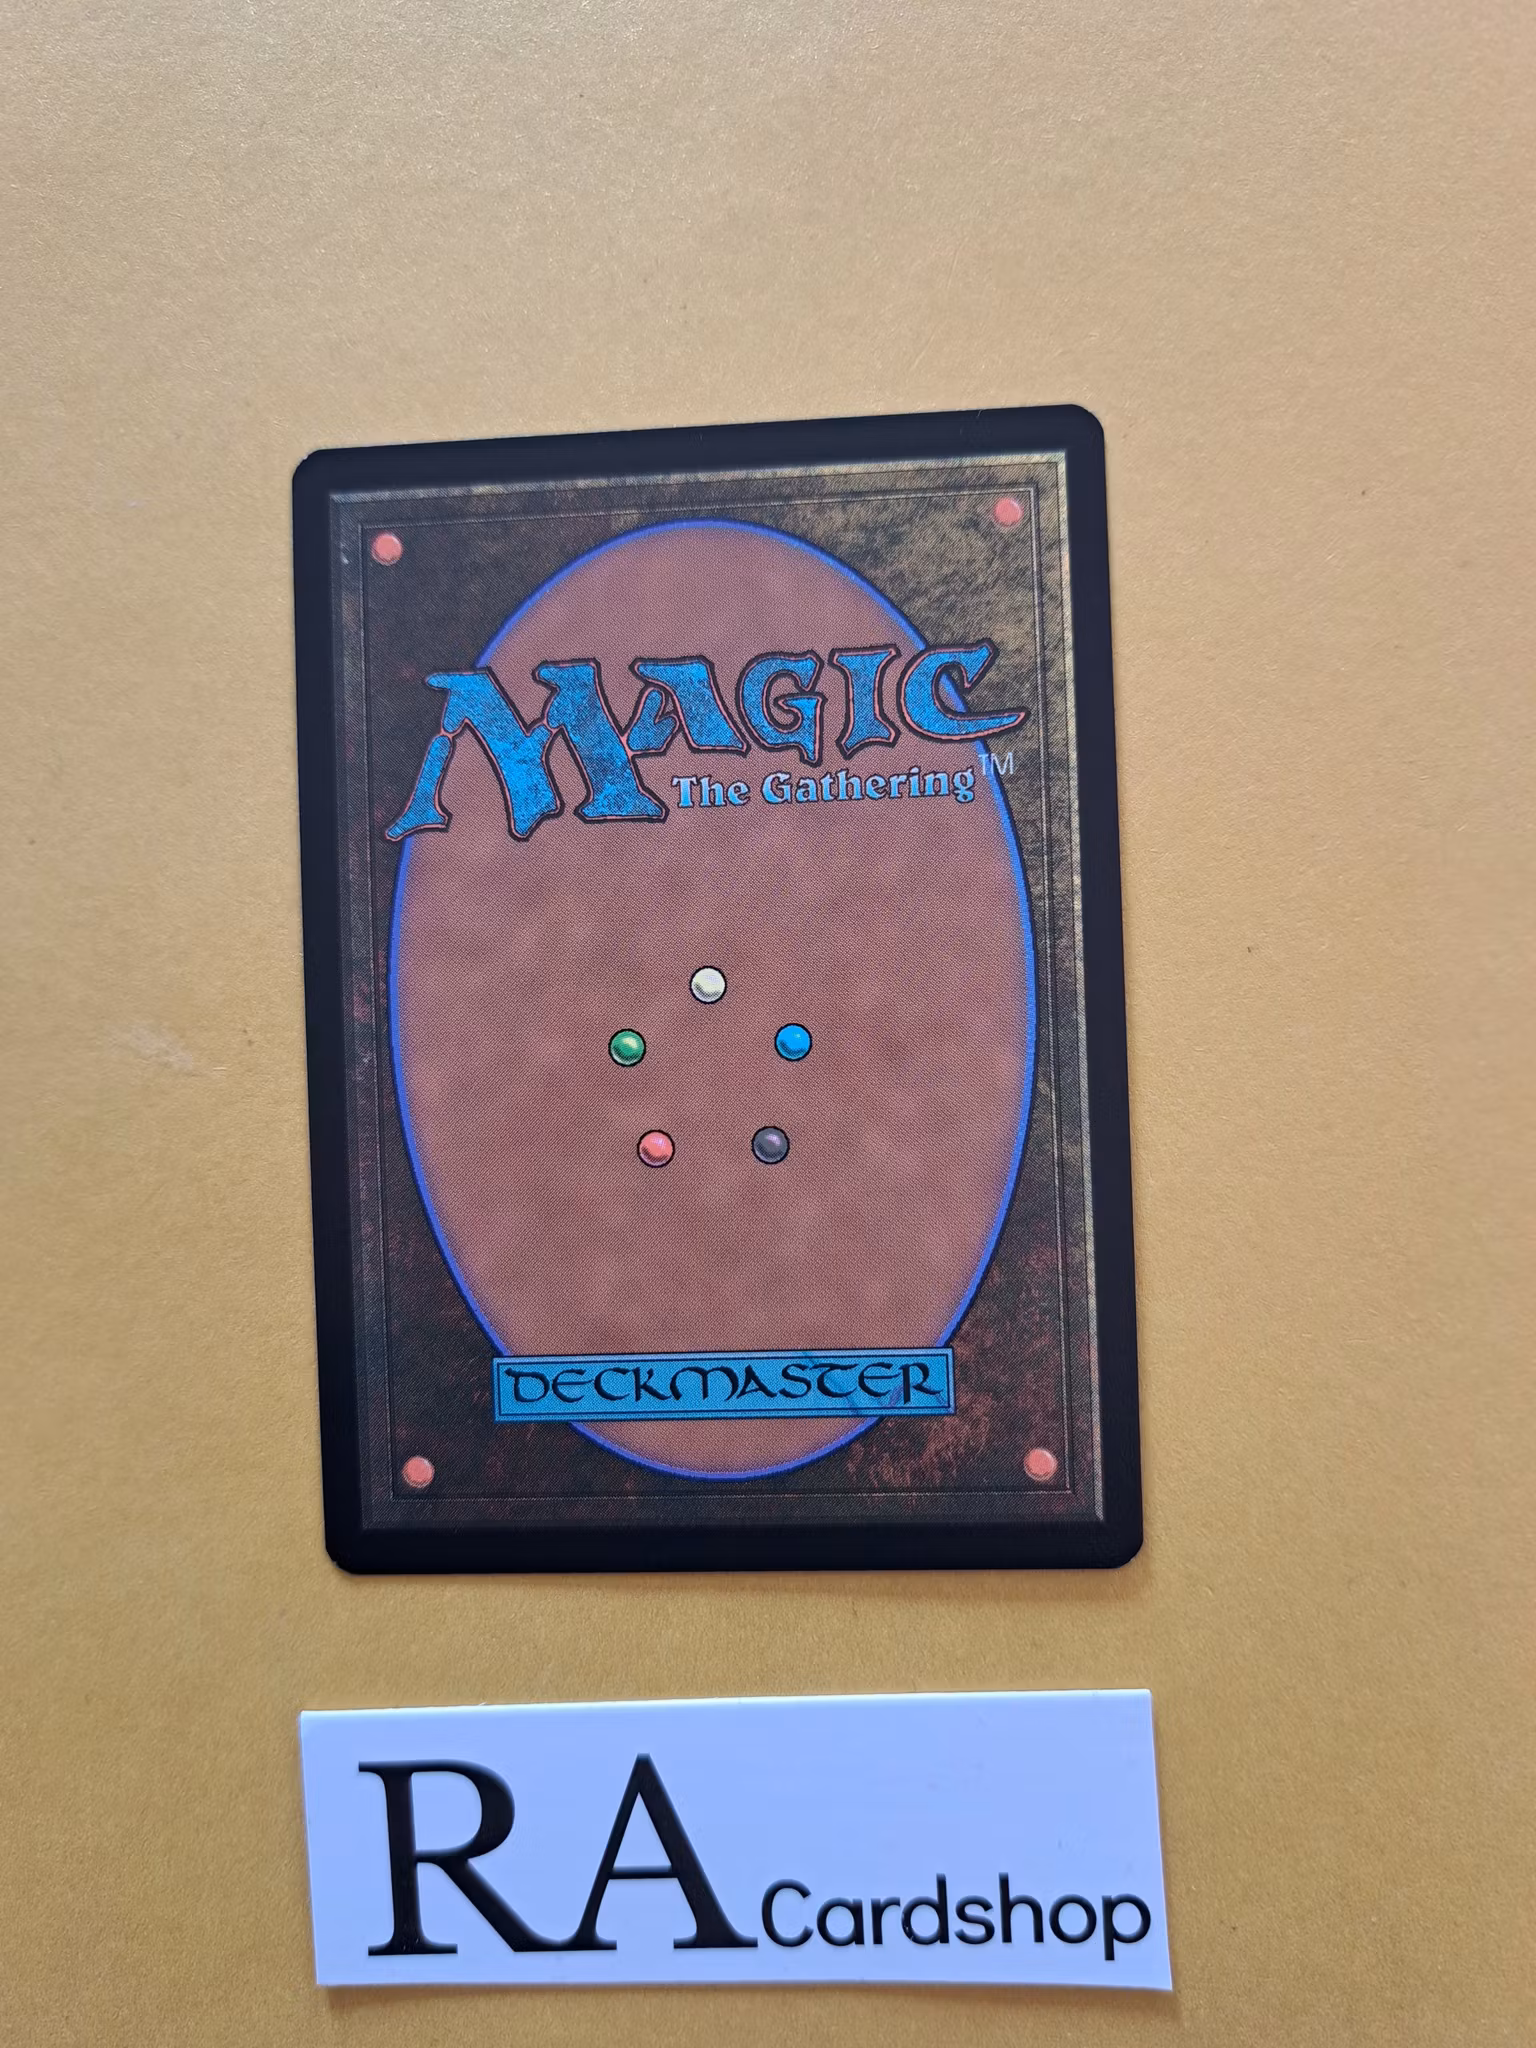 MAGIC
The Gathering™
DECKMASTER
RA Cardshop